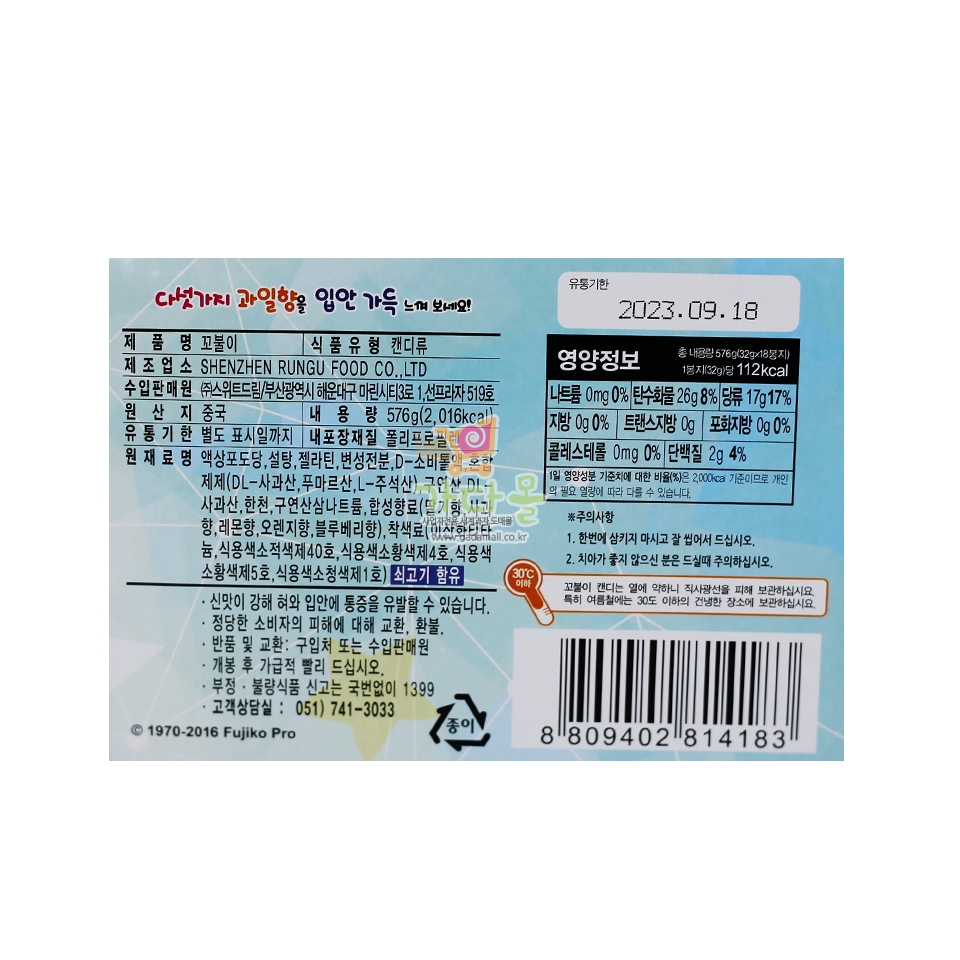 다섯가지 과일향을 입안 가득 느껴 보세요!
제 품 명 꼬불이 식품유형 캔디류
제조업소 SHENZHEN RUNGU FOOD CO.,LTD
수입판매원 ㈜스위트드림/부산광역시 해운대구 마린시티3로 1,선프라자 519호
원 산 지 중국 내 용 량 576g(2,016kcal)
유통기한 별도 표시일까지 내포장재질 폴리프로필렌
원재료명 액상포도당,설탕,젤라틴,변성전분,D-소비톨액,혼합
제제(DL-사과산,푸마르산,L-주석산) 구연산,DL-
사과산,한천,구연산삼나트륨,합성향료(딸기향,사과
향,레몬향,오렌지향,블루베리향),착색료(이산화티타
늄,식용색소적색제40호,식용색소황색제4호,식용색
소황색제5호,식용색소청색제1호) 쇠고기 함유
· 신맛이 강해 혀와 입안에 통증을 유발할 수 있습니다.
· 정당한 소비자의 피해에 대해 교환, 환불.
· 반품 및 교환: 구입처 또는 수입판매원
· 개봉 후 가급적 빨리 드십시오.
· 부정 · 불량식품 신고는 국번없이 1399
· 고객상담실 : 051) 741-3033
© 1970-2016 Fujiko Pro
종이
가다몰
사업자전용 세계과자 도매몰
www.gadamall.co.kr
유통기한
2023.09.18
영양정보
총 내용량 576g(32g×18봉지)
1봉지(32g)당 112kcal
나트륨 0mg 0% 탄수화물 26g 8% 당류 17g 17%
지방 0g 0% 트랜스지방 0g 포화지방 0g 0%
콜레스테롤 0mg 0% 단백질 2g 4%
1일 영양성분 기준치에 대한 비율(%)은 2,000kcal 기준이므로 개인
의 필요 열량에 따라 다를 수 있습니다.
※주의사항
1. 한번에 삼키지 마시고 잘 씹어서 드십시오.
2. 치아가 좋지 않으신 분은 드실때 주의하십시오.
30℃
이하
꼬불이 캔디는 열에 약하니 직사광선을 피해 보관하십시요.
특히 여름철에는 30도 이하의 건냉한 장소에 보관하십시요.
8 809402 814183